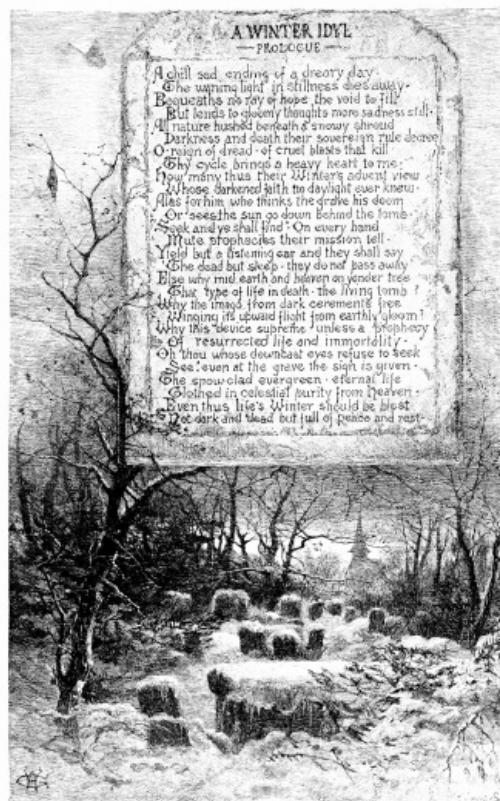 A WINTER IDYL
PROLOGUE
A chill sad ending of a dreary day
The waning light in stillness dies away
Bequeaths no ray of hope the void to fill
But lends to gloomy thoughts more sadness still
All nature hushed beneath a snowy shroud
Darkness and death their sovereign rule decree
O reign of dread of cruel blasts that kill
Thy cycle brings a heavy heart to me
How many thus their Winter's advent view
Whose darkened faith no daylight ever knew
Alas for him who thinks the grave his doom
Or sees the sun go down behind the tomb
Seek and ye shall find On every hand
Mute prophecies their mission tell
Yield but a listening ear and they shall say
The dead but sleep they do not pass away
Else why mid earth and heaven on yonder tree
That type of life in death the living tomb?
Why the imago from dark cerements free
Winging its upward flight from earthly gloom?
Why this device supreme unless a prophecy
Of resurrected life and immortality
Oh thou whose downcast eyes refuse to seek
See! even at the grave the sign is given
The snow clad evergreen eternal life
Clothed in celestial purity from heaven
Even thus life's Winter should be blest
Not dark and dead but full of peace and rest